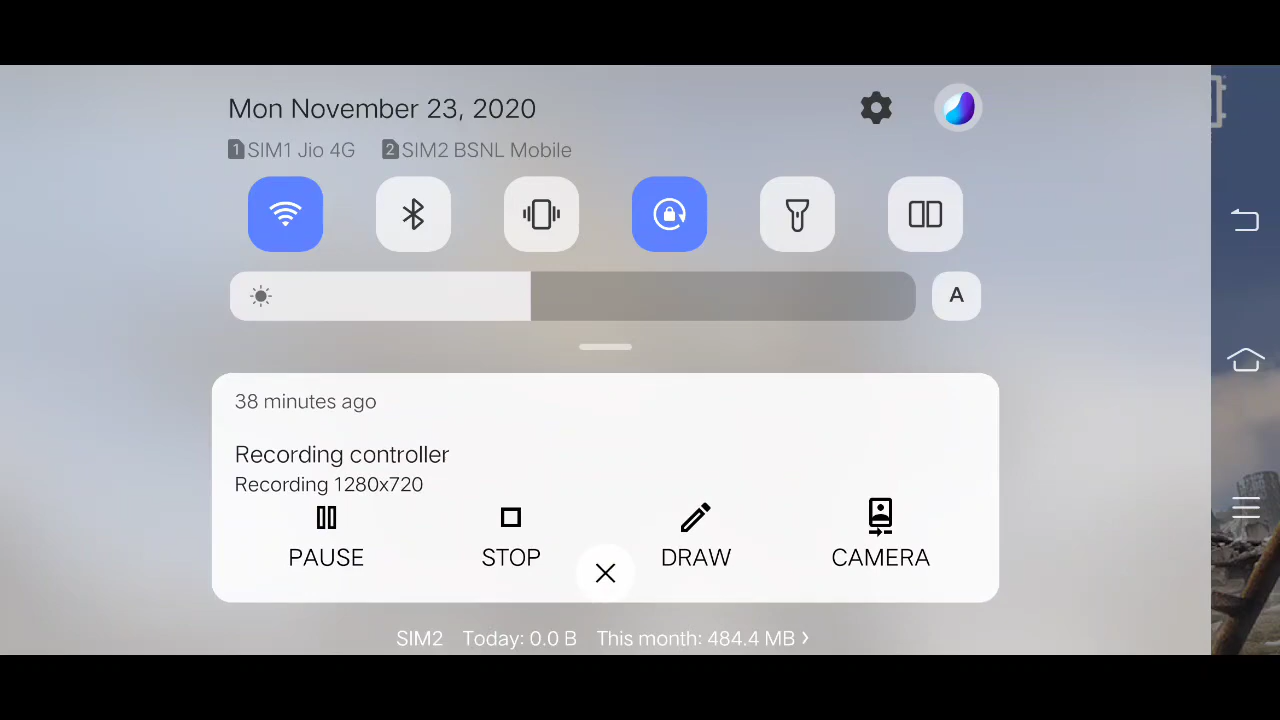 Mon November 23, 2020
1 SIM1 Jio 4G 2 SIM2 BSNL Mobile
A
38 minutes ago
Recording controller
Recording 1280x720
PAUSE STOP DRAW CAMERA
SIM2 Today: 0.0 B This month: 484.4 MB